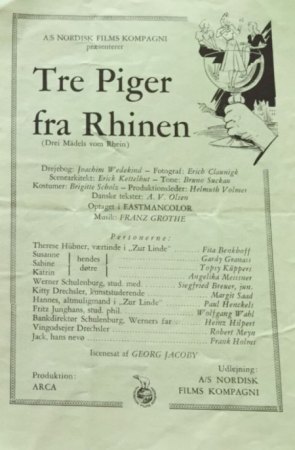 A/S NORDISK FILMS KOMPAGNI
præsenterer
Tre Piger
fra Rhinen
(Drei Mädels vom Rhein)
Drejebog: Joachim Wedekind – Fotograf: Erich Claunigk
Scenearkitekt: Erich Kettelhut – Tone: Bruno Suckau
Kostumer: Brigitte Scholz – Produktionsleder: Helmuth Volmer
Danske tekster: A. V. Olsen
Optaget i EASTMANCOLOR
Musik: FRANZ GROTHE
Personerne:
Therese Hübner, værtinde i „Zur Linde“ – Fita Benkhoff
Susanne } hendes døtre – Gardy Granass
Sabine – Topsy Küppers
Katrin – Angelika Meissner
Werner Schulenburg, stud. med. Siegfried Breuer, jun.
Kitty Drechsler, kunststuderende – Margit Saad
Hannes, altmuligmand i „Zur Linde“ – Paul Henckels
Fritz Junghans, stud. phil. – Wolfgang Wahl
Bankdirektør Schulenburg, Werners far – Heinz Hilpert
Vingodsejer Drechsler – Robert Meyn
Jack, hans nevø – Frank Holms
Iscenesat af GEORG JACOBY
Produktion:
ARCA
Udlejning:
A/S NORDISK
FILMS KOMPAGNI